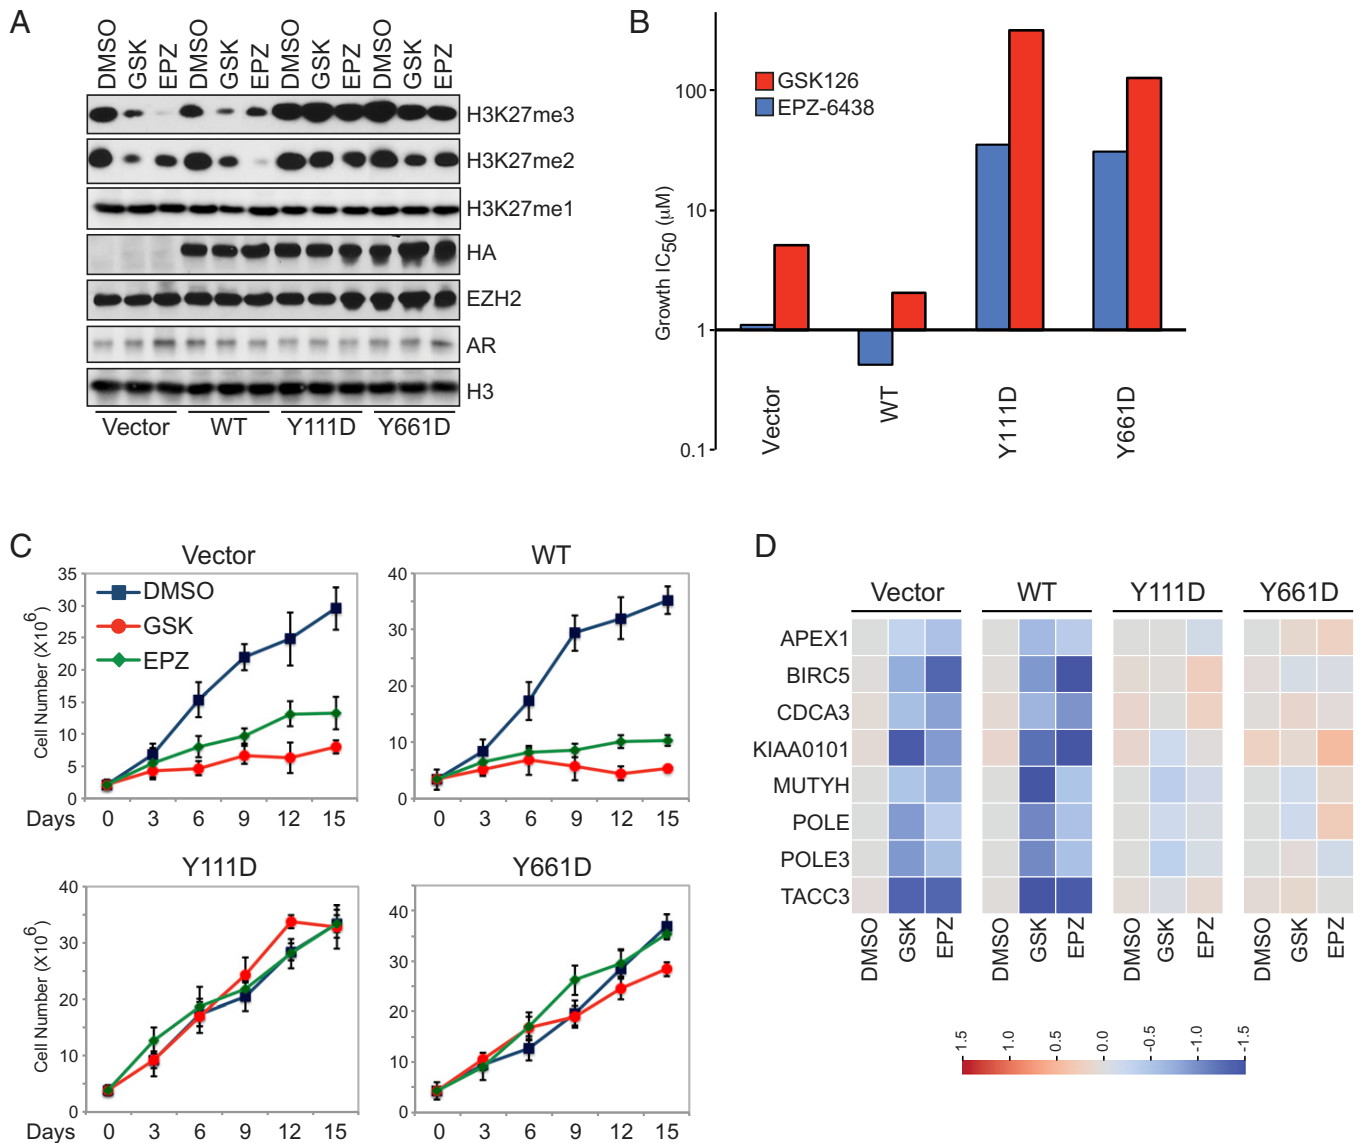 A
DMSO GSK EPZ DMSO GSK EPZ DMSO GSK EPZ DMSO GSK EPZ
H3K27me3
H3K27me2
H3K27me1
HA
EZH2
AR
H3
Vector WT Y111D Y661D
B
GSK126
EPZ-6438
Growth IC50 (µM)
100
10
1
0.1
Vector WT Y111D Y661D
C
Vector
DMSO
GSK
EPZ
Cell Number (X10^6)
35
30
25
20
15
10
5
0
Days 0 3 6 9 12 15
WT
40
30
20
10
0
0 3 6 9 12 15
Y111D
Cell Number (X10^6)
40
30
20
10
0
Days 0 3 6 9 12 15
Y661D
40
30
20
10
0
0 3 6 9 12 15
D
Vector WT Y111D Y661D
APEX1
BIRC5
CDCA3
KIAA0101
MUTYH
POLE
POLE3
TACC3
DMSO GSK EPZ DMSO GSK EPZ DMSO GSK EPZ DMSO GSK EPZ
1.5 1.0 0.5 0.0 -0.5 -1.0 -1.5